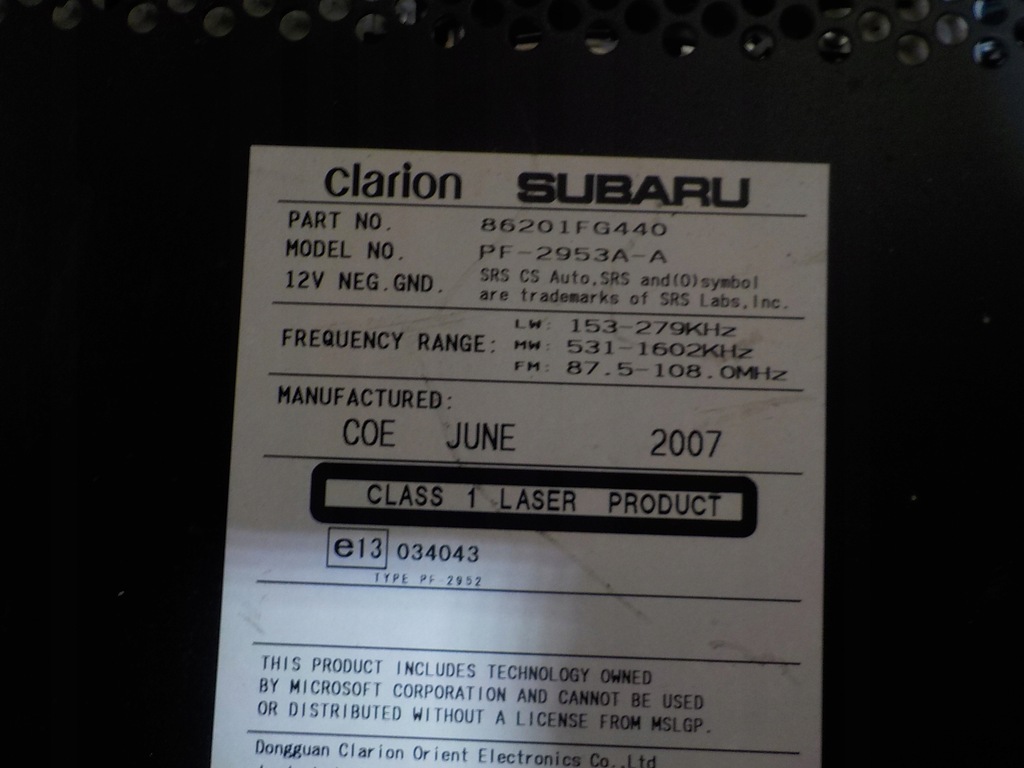 clarion SUBARU
PART NO. 86201FG440
MODEL NO. PF-2953A-A
12V NEG.GND. SRS CS Auto,SRS and(O)symbol
are trademarks of SRS Labs,Inc.
FREQUENCY RANGE: LW: 153-279KHz
MW: 531-1602KHz
FM: 87.5-108.0MHz
MANUFACTURED:
COE JUNE 2007
CLASS 1 LASER PRODUCT
e13 034043
TYPE PF-2952
THIS PRODUCT INCLUDES TECHNOLOGY OWNED
BY MICROSOFT CORPORATION AND CANNOT BE USED
OR DISTRIBUTED WITHOUT A LICENSE FROM MSLGP.
Dongguan Clarion Orient Electronics Co.,Ltd